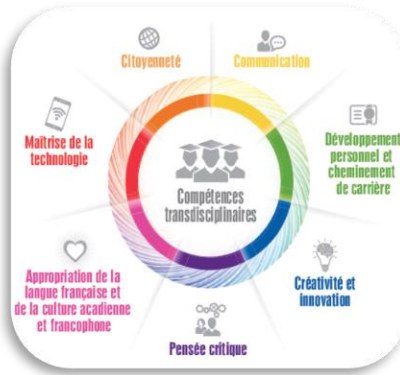 Citoyenneté
Communication
Maîtrise de la
technologie
Développement
personnel et
cheminement
de carrière
Compétences
transdisciplinaires
Appropriation de la
langue française et
de la culture acadienne
et francophone
Créativité et
innovation
Pensée critique